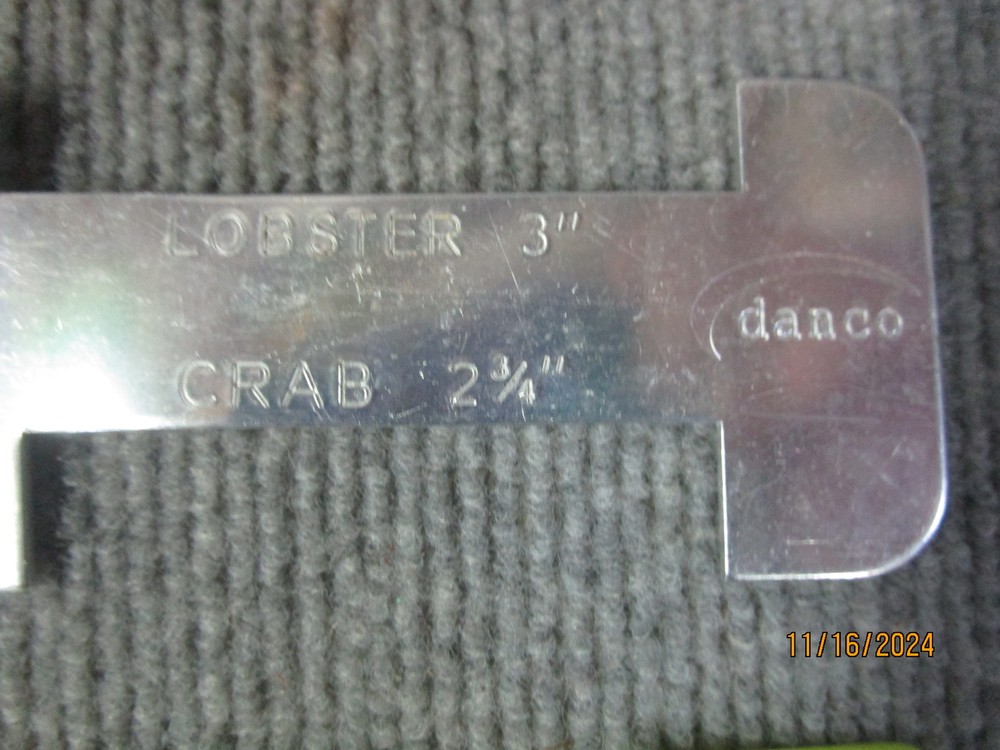 LOBSTER 3"
danco
CRAB 2¾"
11/16/2024